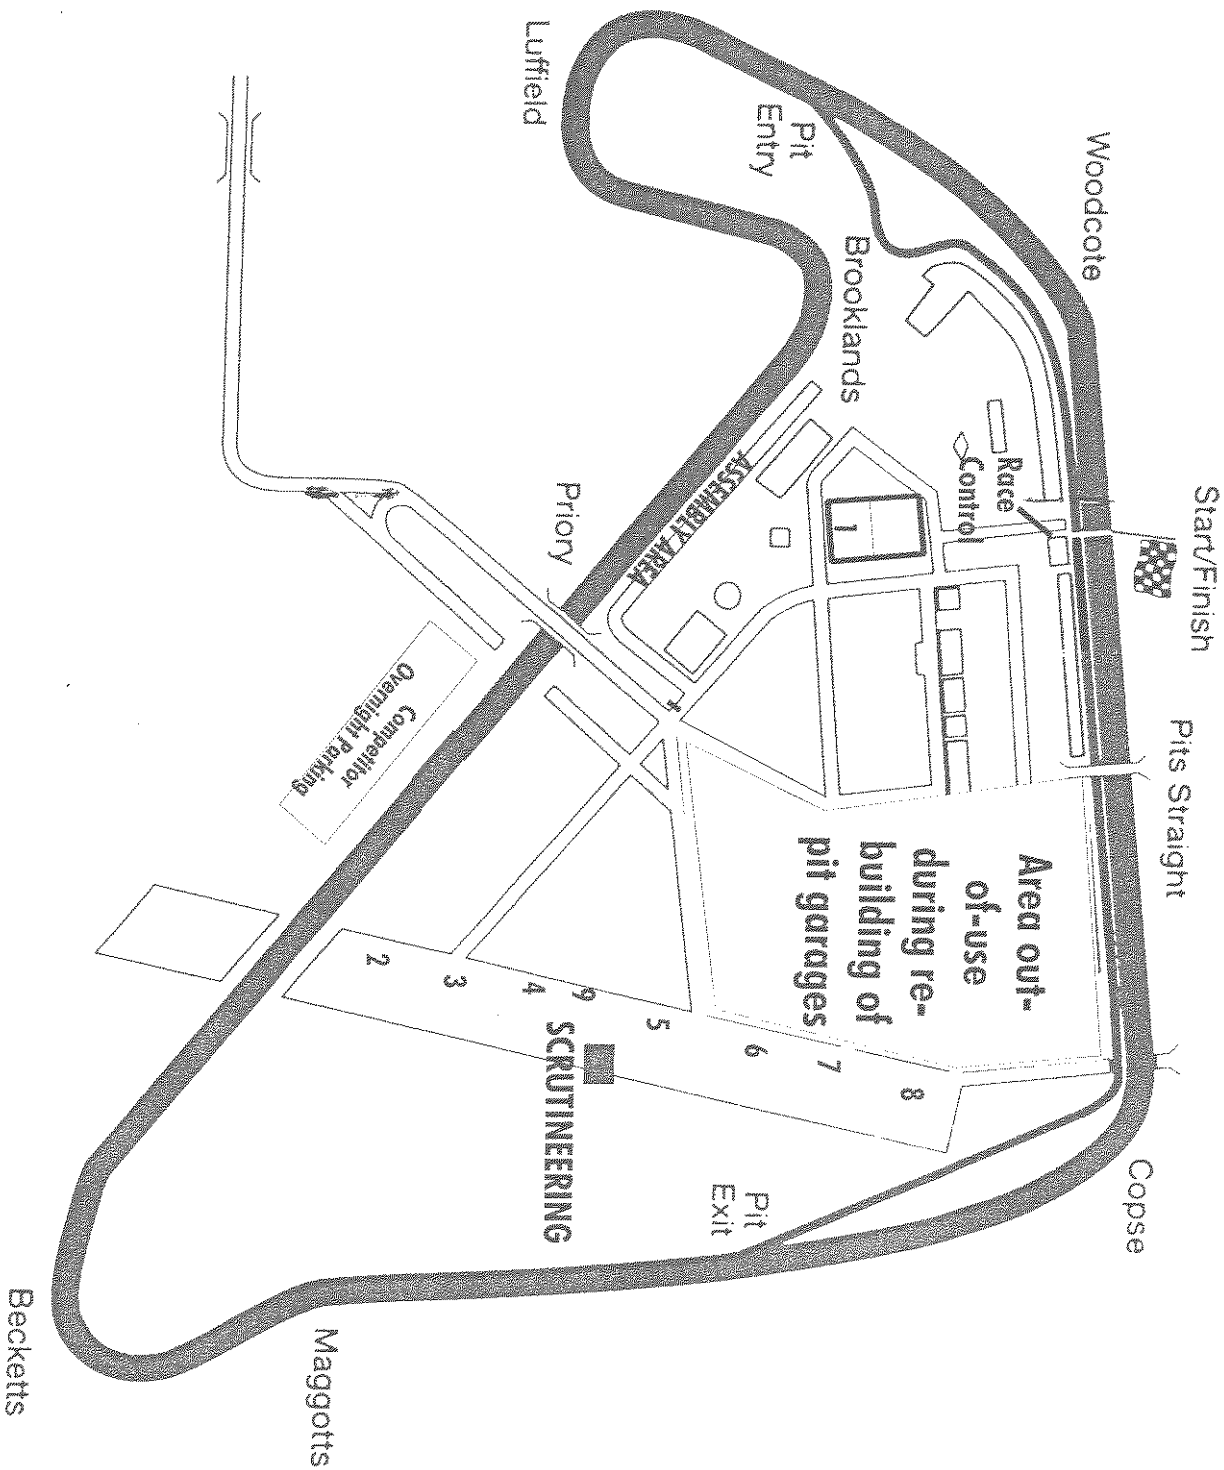 Start/Finish
Pits Straight
Woodcote
Copse
Race
Control
Area out-
of-use
during re-
building of
pit garages
Pit
Entry
Brooklands
1
8
7
6
5
9
4
3
2
Pit
Exit
ASSEMBLY AREA
SCRUTINEERING
Luffield
Priory
Competitor
Overnight Parking
Maggotts
Becketts